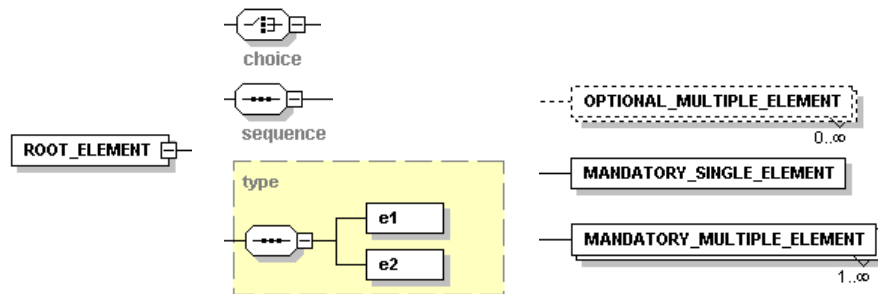 choice
sequence
ROOT_ELEMENT
type
e1
e2
OPTIONAL_MULTIPLE_ELEMENT
0..∞
MANDATORY_SINGLE_ELEMENT
MANDATORY_MULTIPLE_ELEMENT
1..∞